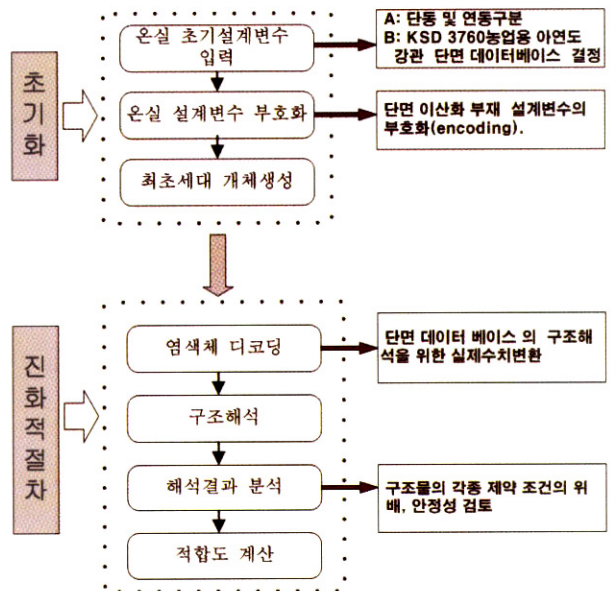 초기화
온실 초기설계변수
입력
A: 단동 및 연동구분
B: KSD 3760농업용 아연도
강관 단면 데이터베이스 결정
온실 설계변수 부호화
단면 이산화 부재 설계변수의
부호화(encoding).
최초세대 개체생성
진화적절차
염색체 디코딩
단면 데이터 베이스 의 구조해
석을 위한 실제수치변환
구조해석
해석결과 분석
구조물의 각종 제약 조건의 위
배, 안정성 검토
적합도 계산